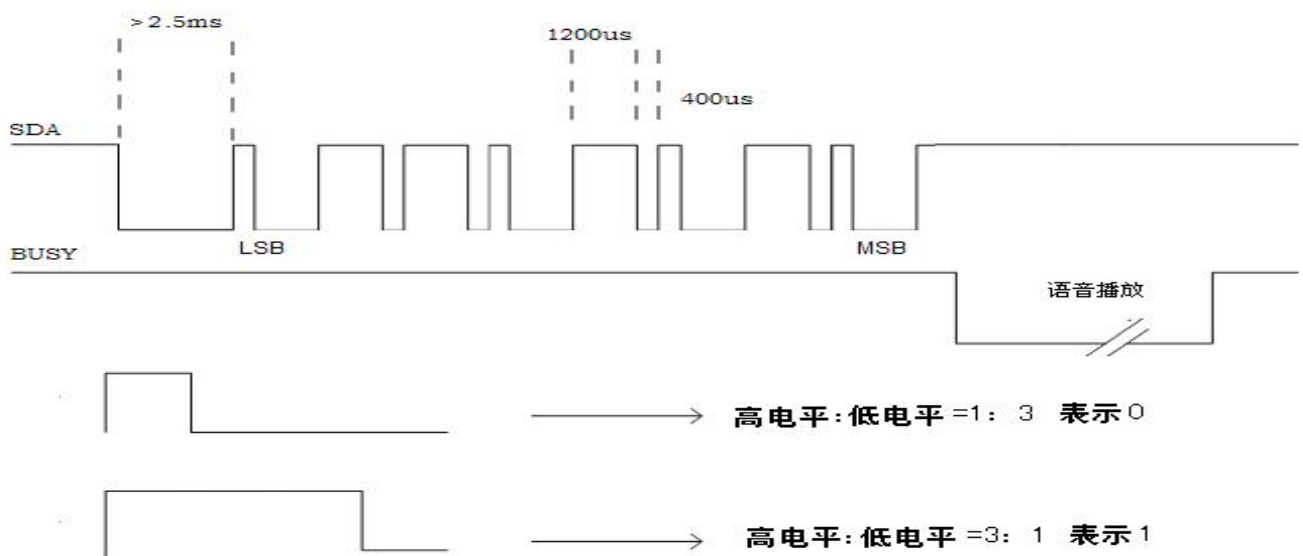 >2.5ms
1200us
400us
SDA
LSB
MSB
BUSY
语音播放
高电平:低电平=1: 3 表示0
高电平:低电平=3: 1 表示1